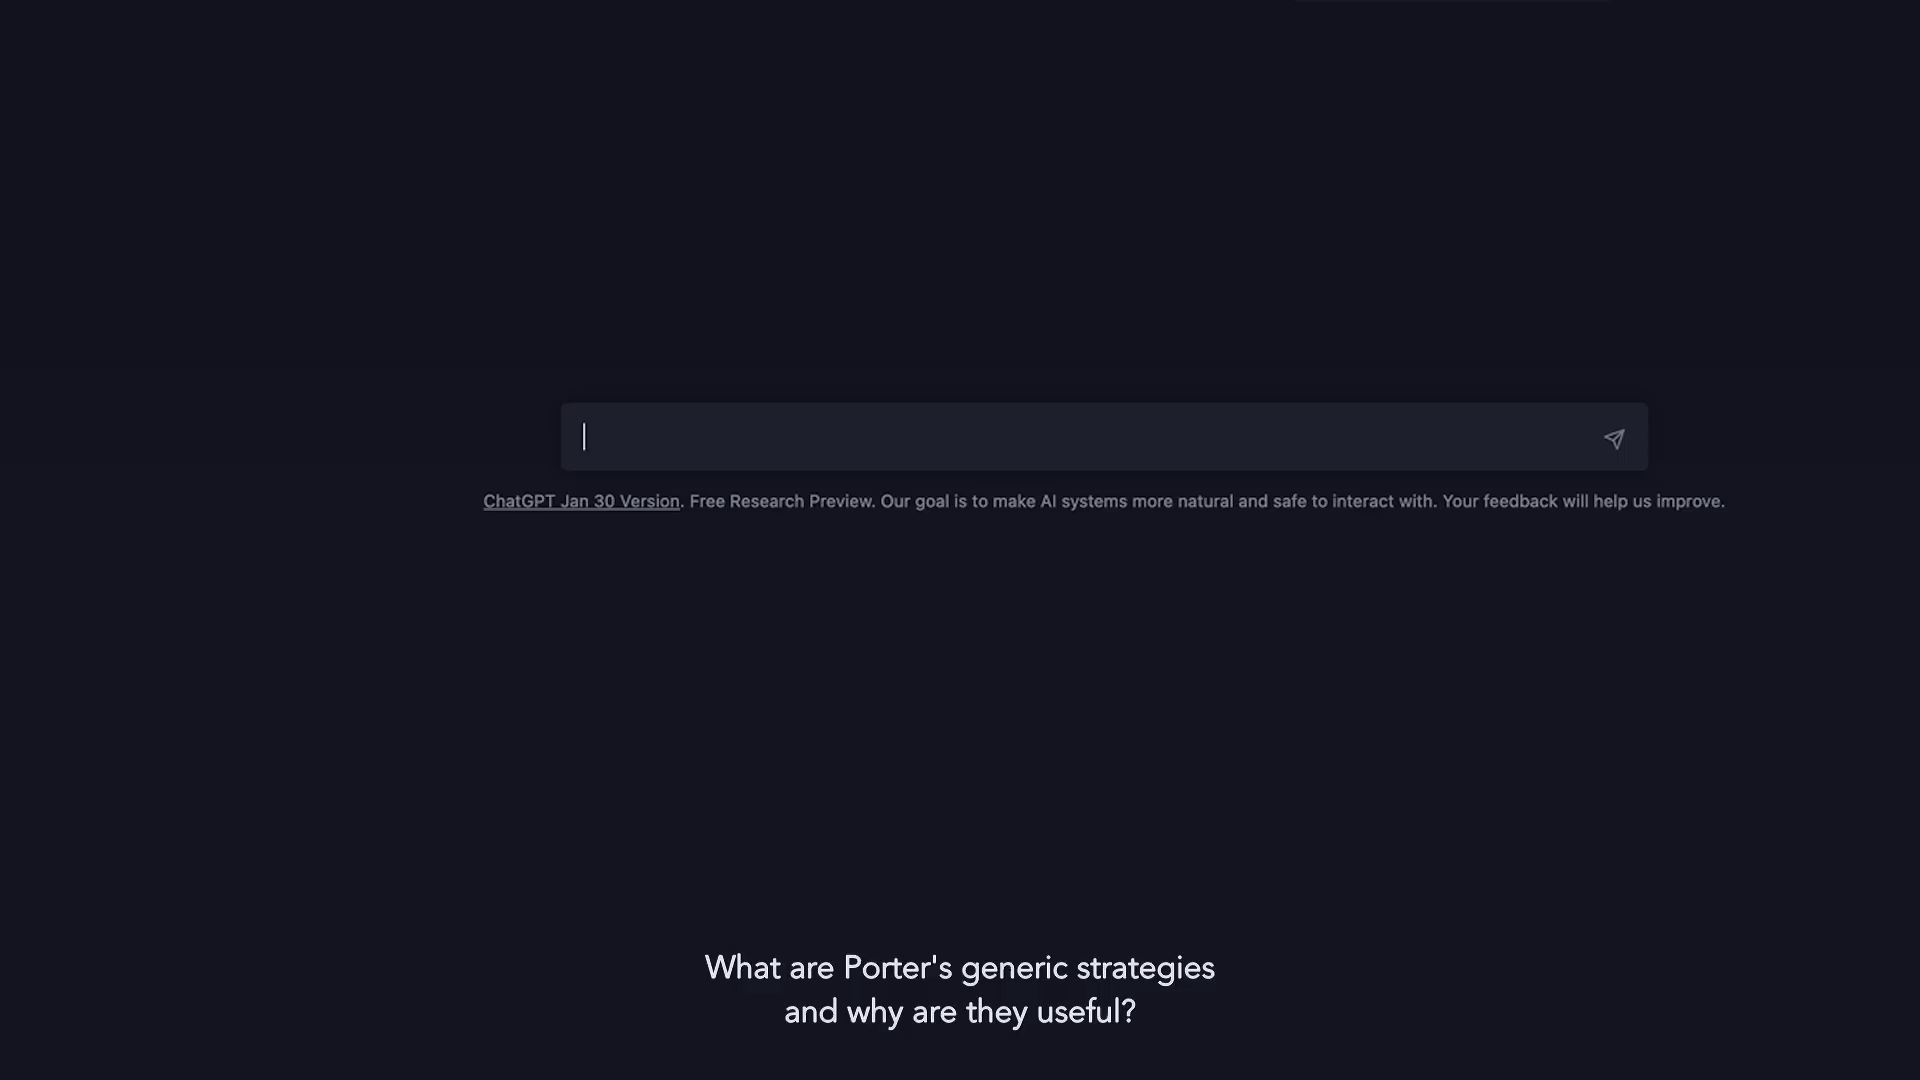 ChatGPT Jan 30 Version. Free Research Preview. Our goal is to make AI systems more natural and safe to interact with. Your feedback will help us improve.
What are Porter's generic strategies
and why are they useful?